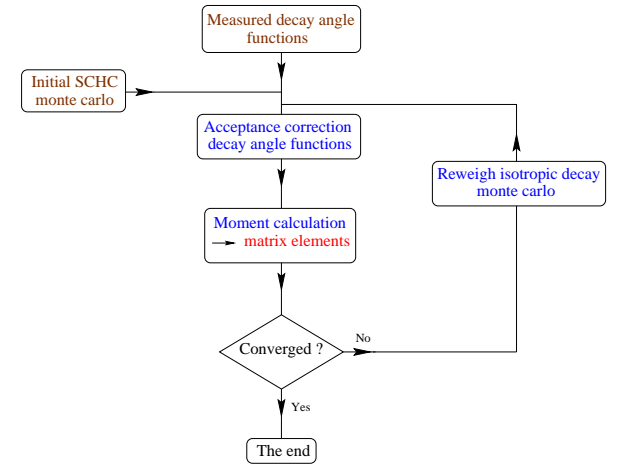 Measured decay angle
functions
Initial SCHC
monte carlo
Acceptance correction
decay angle functions
Reweigh isotropic decay
monte carlo
Moment calculation
matrix elements
Converged ?
No
Yes
The end